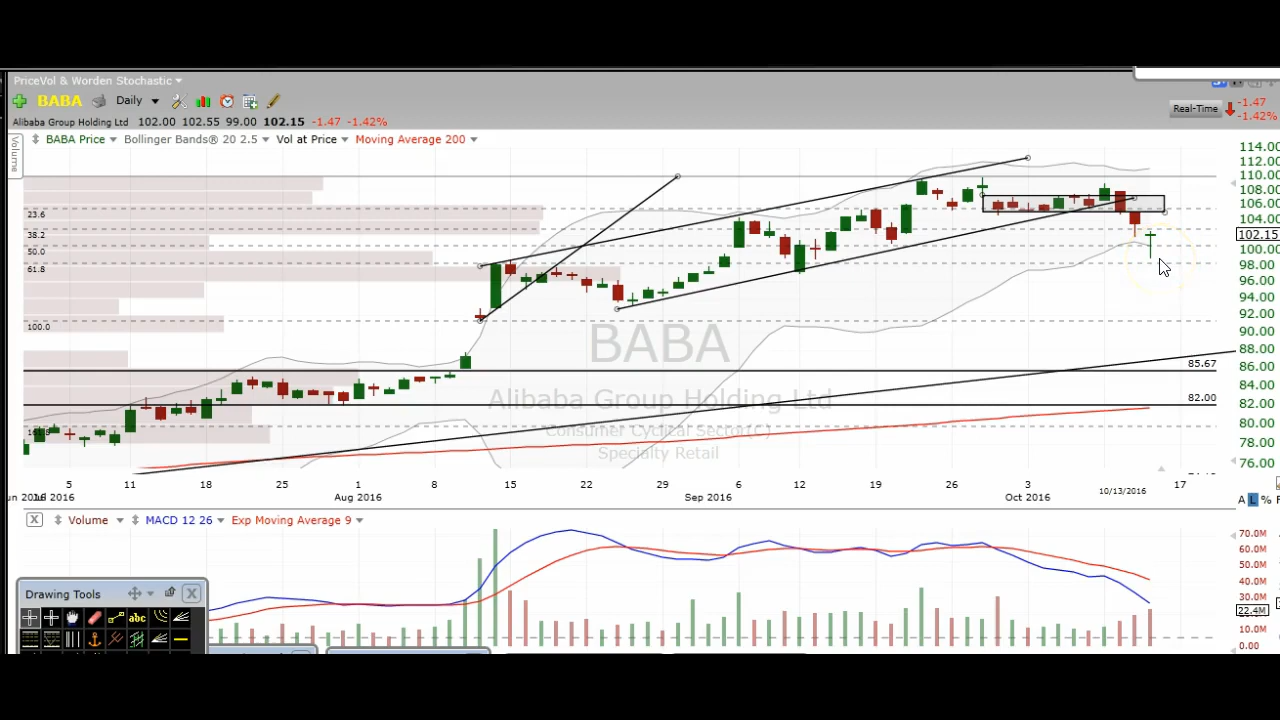 PriceVol & Worden Stochastic
BABA Daily
Real-Time -1.47
-1.42%
Alibaba Group Holding Ltd 102.00 102.55 99.00 102.15 -1.47 -1.42%
BABA Price Bollinger Bands® 20 2.5 Vol at Price Moving Average 200
Volume
114.00
112.00
110.00
108.00
106.00
104.00
102.15
100.00
98.00
96.00
94.00
92.00
90.00
88.00
86.00
84.00
82.00
80.00
78.00
76.00
23.6
38.2
50.0
61.8
100.0
85.67
82.00
BABA
Alibaba Group Holding Ltd
Consumer Cyclical Sector( )
Specialty Retail
5 11 18 25 8 15 22 29 6 12 19 26 3 10/13/2016 17
2016 Aug 2016 Sep 2016 Oct 2016
A L %
X Volume MACD 12 26 Exp Moving Average 9
70.0M
60.0M
50.0M
40.0M
30.0M
22.4M
10.0M
0.00
Drawing Tools X
abc